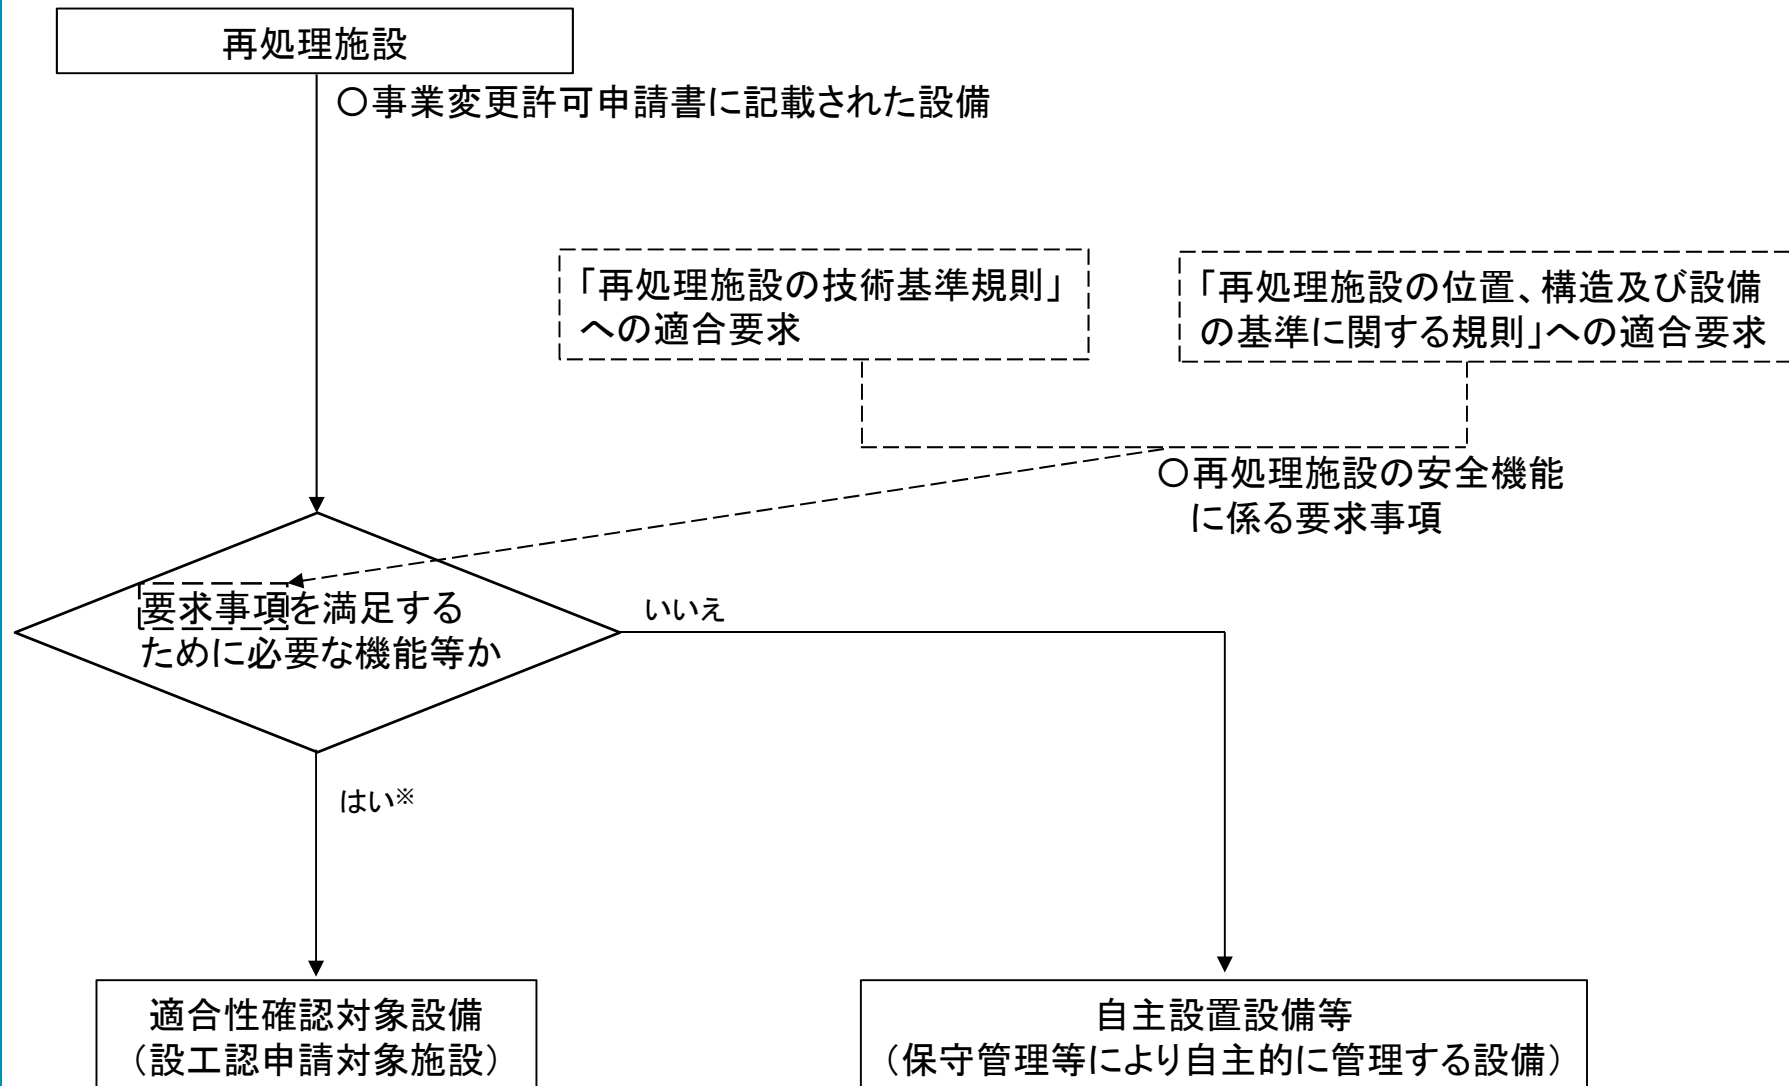 再処理施設
〇事業変更許可申請書に記載された設備
「再処理施設の技術基準規則」
への適合要求
「再処理施設の位置、構造及び設備
の基準に関する規則」への適合要求
〇再処理施設の安全機能
に係る要求事項
要求事項を満足する
ために必要な機能等か
いいえ
はい※
適合性確認対象設備
（設工認申請対象施設）
自主設置設備等
（保守管理等により自主的に管理する設備）